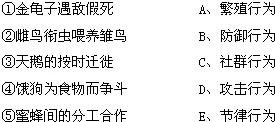 ①金龟子遇敌假死 A、繁殖行为
②雌鸟衔虫喂养雏鸟 B、防御行为
③天鹅的按时迁徙 C、社群行为
④饿狗为食物而争斗 D、攻击行为
⑤蜜蜂间的分工合作 E、节律行为